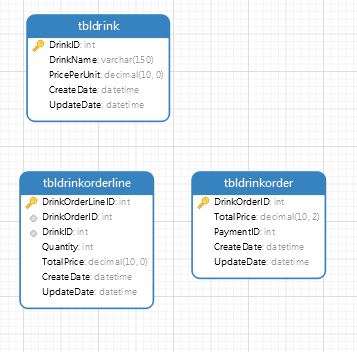 tbldrink
DrinkID: int
DrinkName: varchar(150)
PricePerUnit: decimal(10, 0)
CreateDate: datetime
UpdateDate: datetime
tbldrinkorderline
DrinkOrderLineID: int
DrinkOrderID: int
DrinkID: int
Quantity: int
TotalPrice: decimal(10, 0)
CreateDate: datetime
UpdateDate: datetime
tbldrinkorder
DrinkOrderID: int
TotalPrice: decimal(10, 2)
PaymentID: int
CreateDate: datetime
UpdateDate: datetime